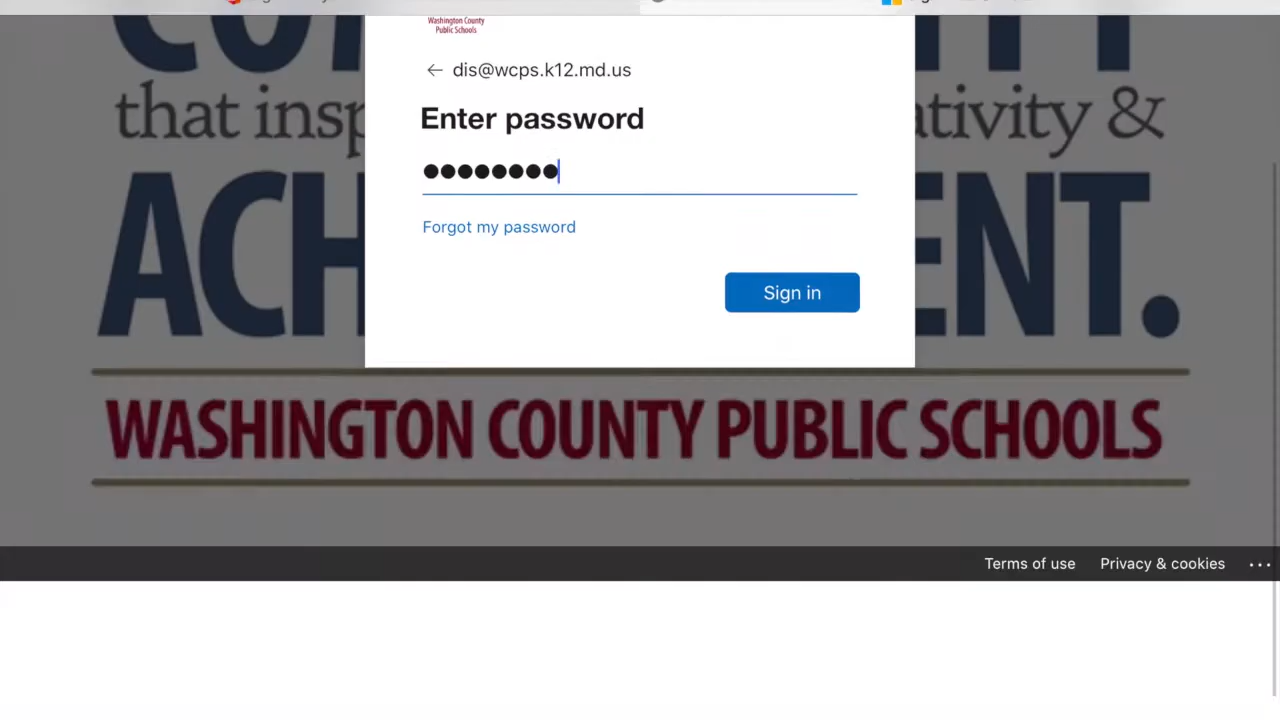 Washington County
Public Schools
dis@wcps.k12.md.us
Enter password
Forgot my password
Sign in
that insp
ativity &
ACH
ENT.
WASHINGTON COUNTY PUBLIC SCHOOLS
Terms of use Privacy & cookies ...